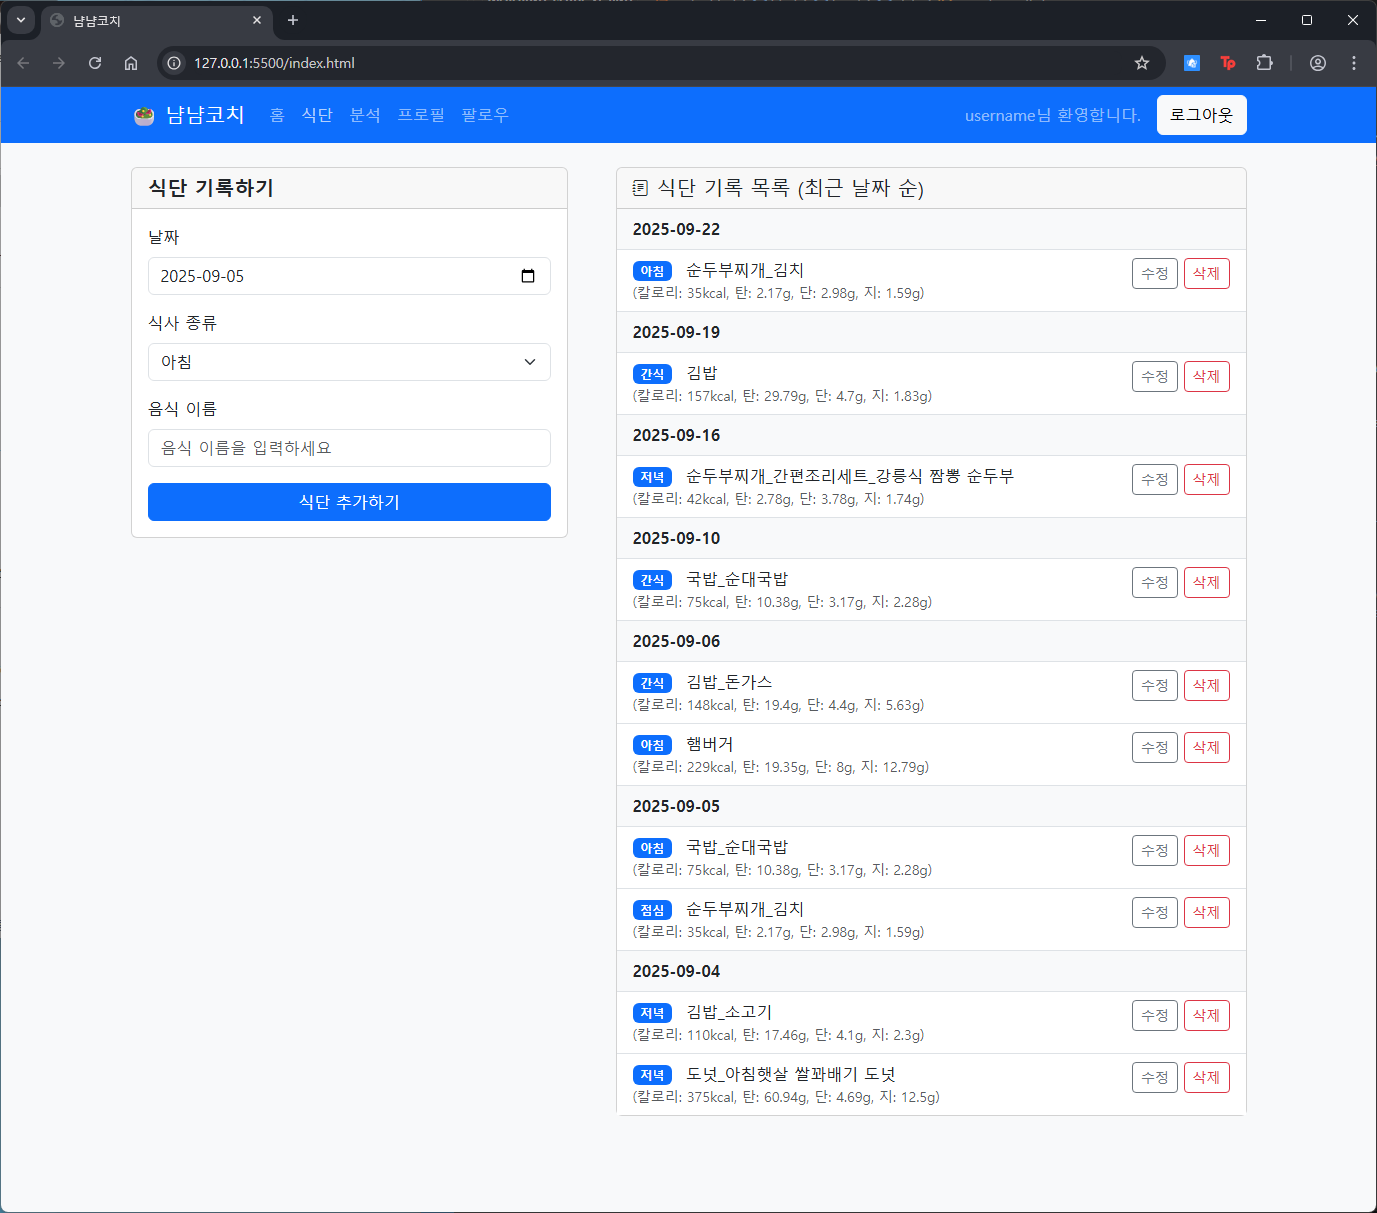 냠냠코치
127.0.0.1:5500/index.html
Tp
냠냠코치 홈 식단 분석 프로필 팔로우 username님 환영합니다. 로그아웃
식단 기록하기
날짜
2025-09-05
식사 종류
아침
음식 이름
음식 이름을 입력하세요
식단 추가하기
식단 기록 목록 (최근 날짜 순)
2025-09-22
아침 순두부찌개_김치 수정 삭제
(칼로리: 35kcal, 탄: 2.17g, 단: 2.98g, 지: 1.59g)
2025-09-19
간식 김밥 수정 삭제
(칼로리: 157kcal, 탄: 29.79g, 단: 4.7g, 지: 1.83g)
2025-09-16
저녁 순두부찌개_간편조리세트_강릉식 짬뽕 순두부 수정 삭제
(칼로리: 42kcal, 탄: 2.78g, 단: 3.78g, 지: 1.74g)
2025-09-10
간식 국밥_순대국밥 수정 삭제
(칼로리: 75kcal, 탄: 10.38g, 단: 3.17g, 지: 2.28g)
2025-09-06
간식 김밥_돈가스 수정 삭제
(칼로리: 148kcal, 탄: 19.4g, 단: 4.4g, 지: 5.63g)
아침 햄버거 수정 삭제
(칼로리: 229kcal, 탄: 19.35g, 단: 8g, 지: 12.79g)
2025-09-05
아침 국밥_순대국밥 수정 삭제
(칼로리: 75kcal, 탄: 10.38g, 단: 3.17g, 지: 2.28g)
점심 순두부찌개_김치 수정 삭제
(칼로리: 35kcal, 탄: 2.17g, 단: 2.98g, 지: 1.59g)
2025-09-04
저녁 김밥_소고기 수정 삭제
(칼로리: 110kcal, 탄: 17.46g, 단: 4.1g, 지: 2.3g)
저녁 도넛_아침햇살 쌀꽈배기 도넛 수정 삭제
(칼로리: 375kcal, 탄: 60.94g, 단: 4.69g, 지: 12.5g)